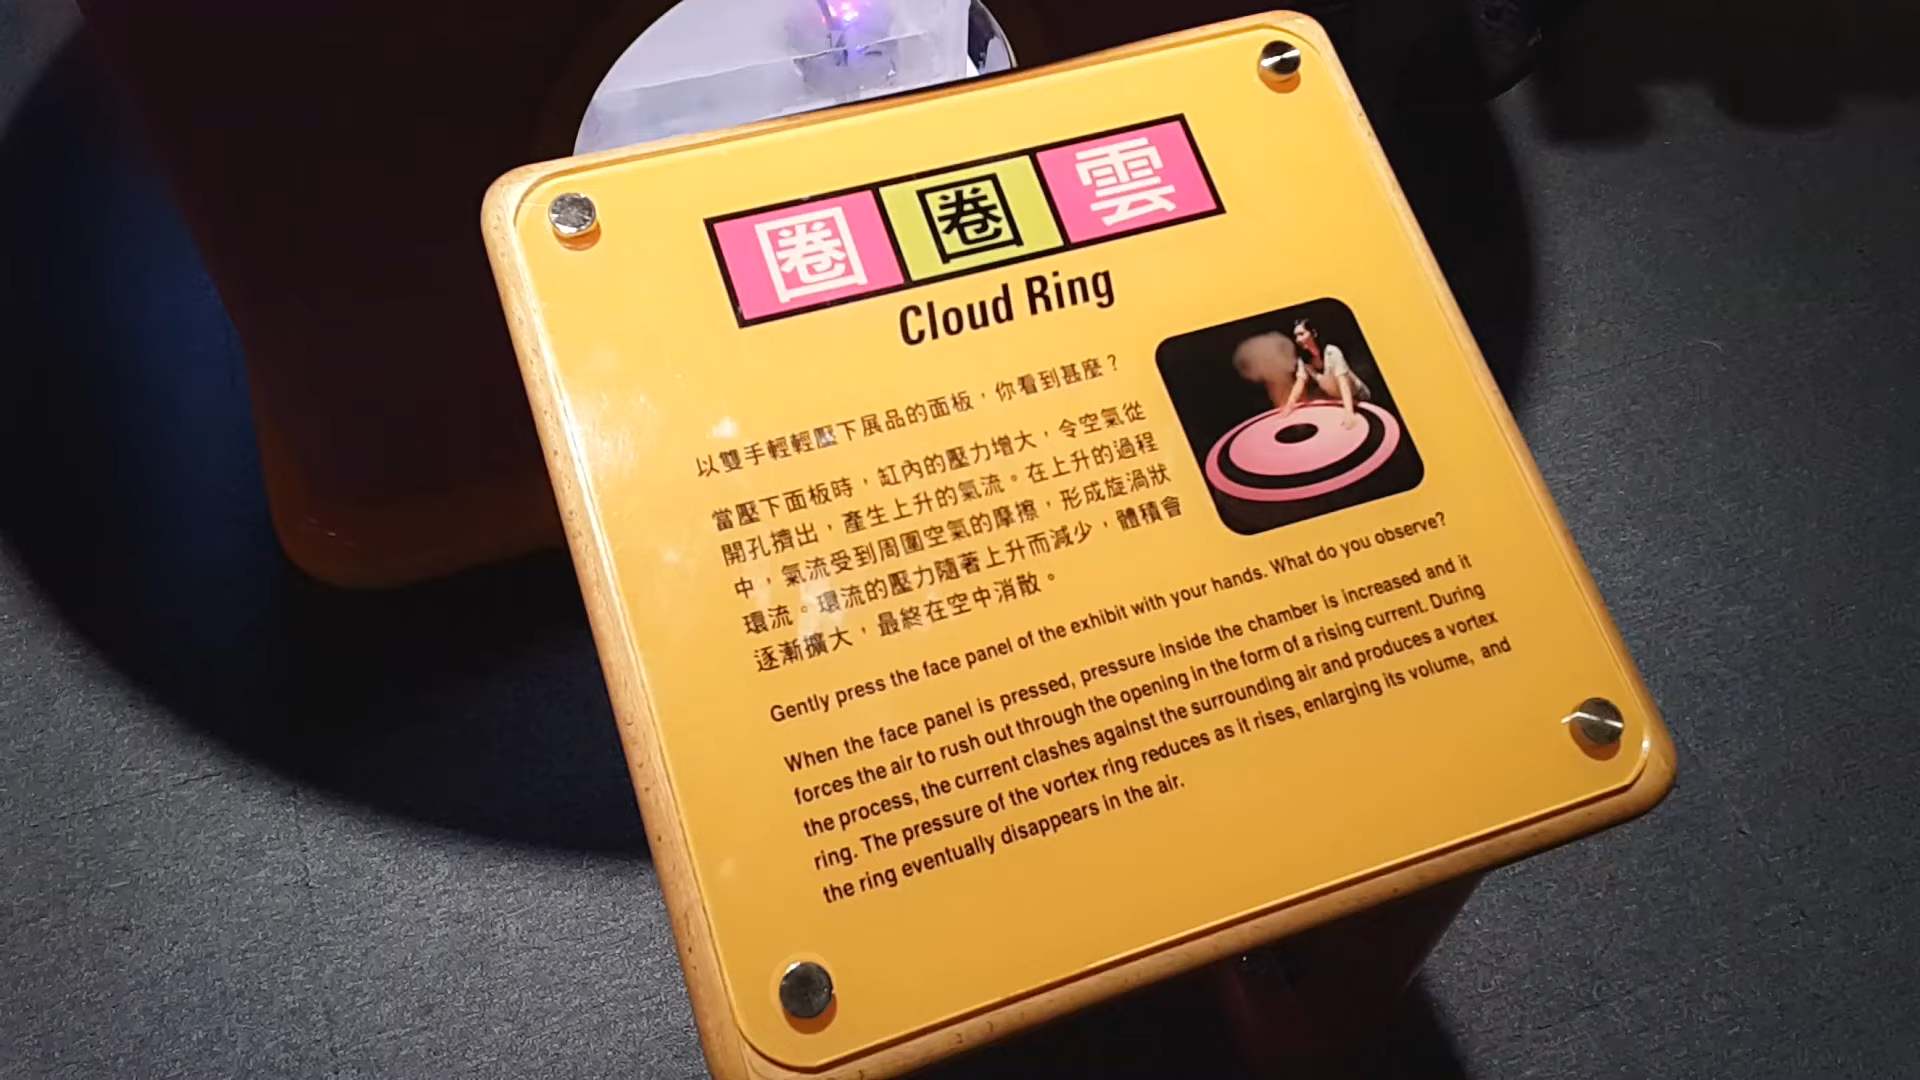 圈圈雲
Cloud Ring
以雙手輕輕壓下展品的面板，你看到甚麼？
當壓下面板時，缸內的壓力增大，令空氣從
開孔擠出，產生上升的氣流。在上升的過程
中，氣流受到周圍空氣的摩擦，形成旋渦狀
環流。環流的壓力隨著上升而減少，體積會
逐漸擴大，最終在空中消散。
Gently press the face panel of the exhibit with your hands. What do you observe?
When the face panel is pressed, pressure inside the chamber is increased and it
forces the air to rush out through the opening in the form of a rising current. During
the process, the current clashes against the surrounding air and produces a vortex
ring. The pressure of the vortex ring reduces as it rises, enlarging its volume, and
the ring eventually disappears in the air.